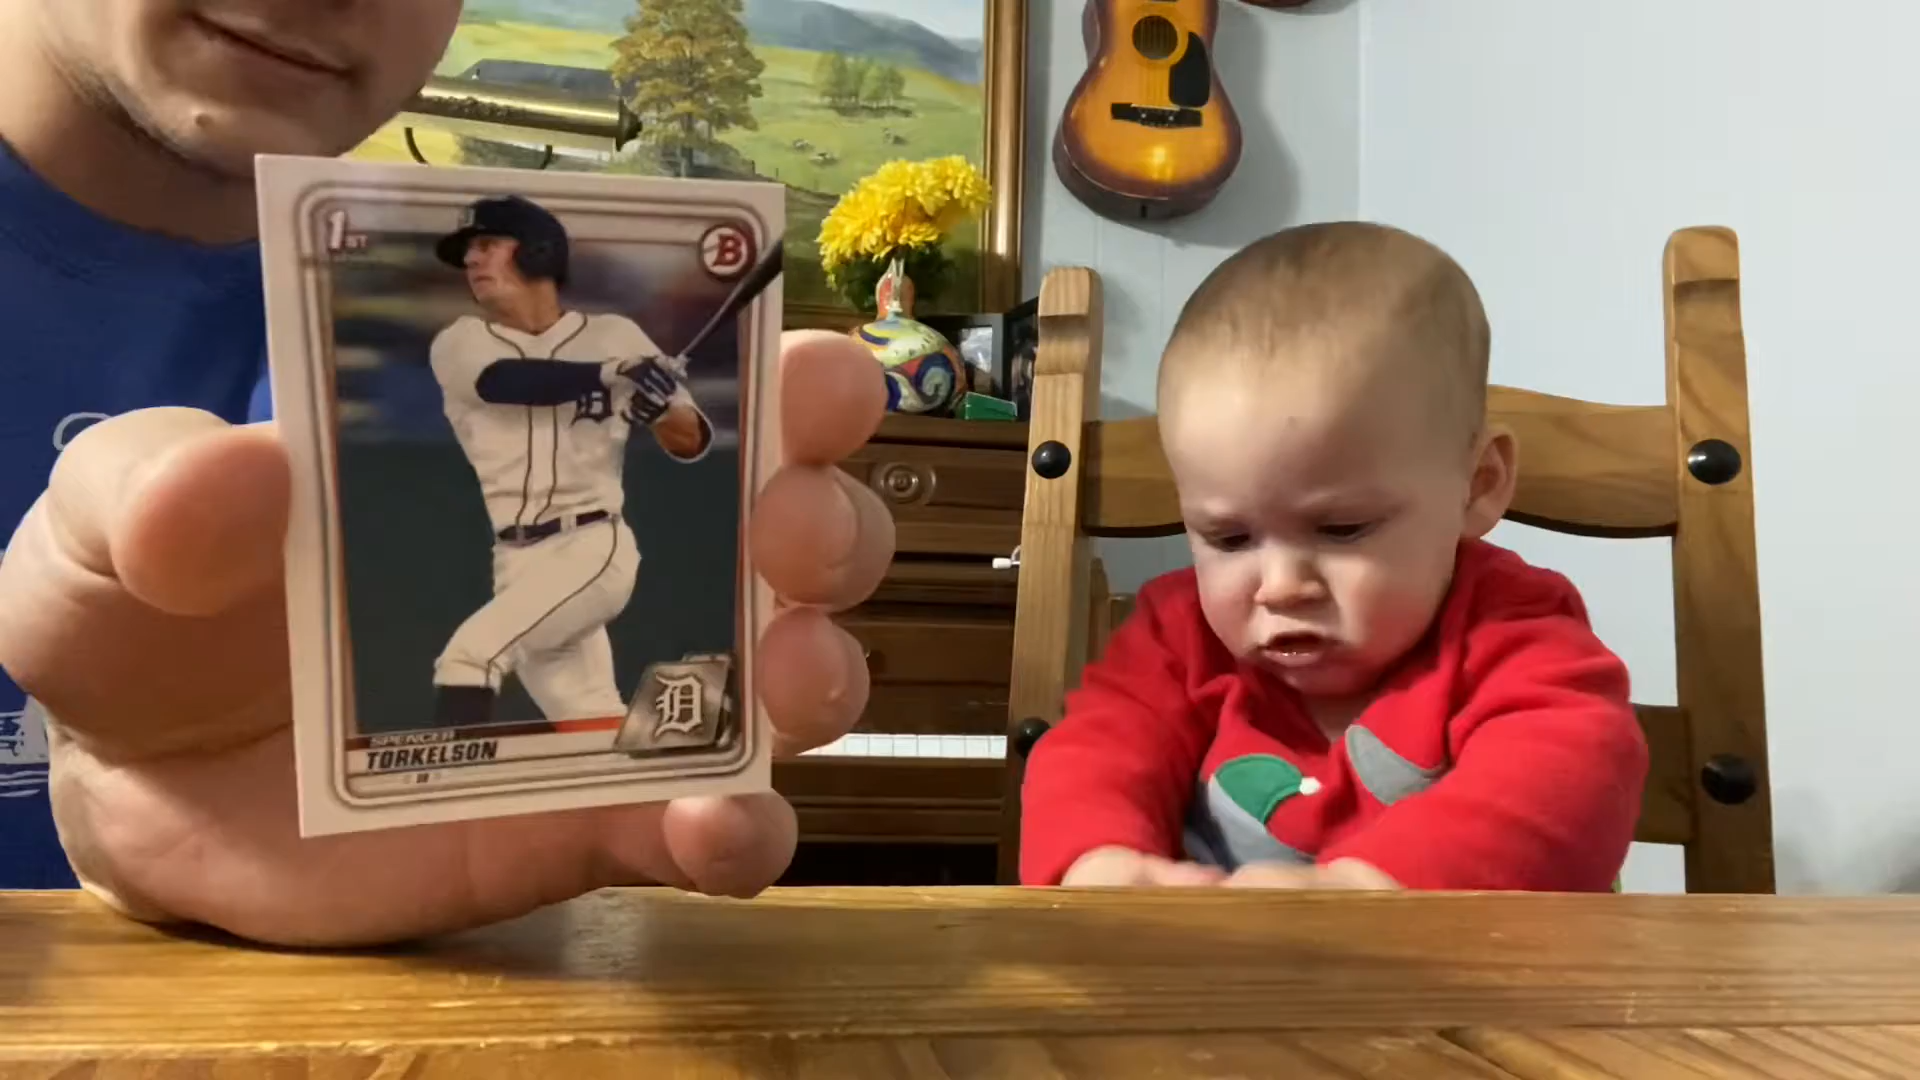 1ST
B
D
D
SPENCER
TORKELSON